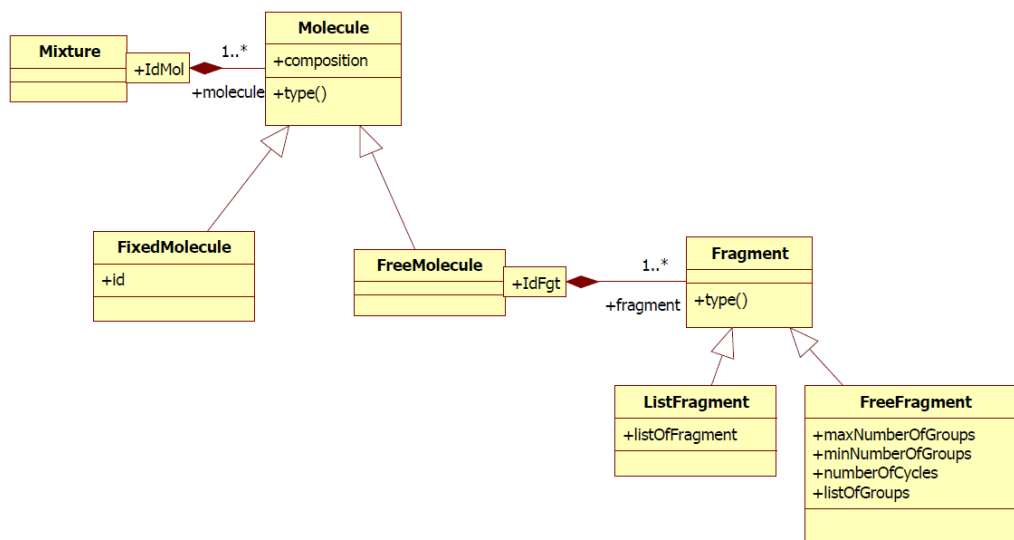 Mixture
+IdMol
1..*
+molecule
Molecule
+composition
+type()
FixedMolecule
+id
FreeMolecule
+IdFgt
1..*
+fragment
Fragment
+type()
ListFragment
+listOfFragment
FreeFragment
+maxNumberOfGroups
+minNumberOfGroups
+numberOfCycles
+listOfGroups